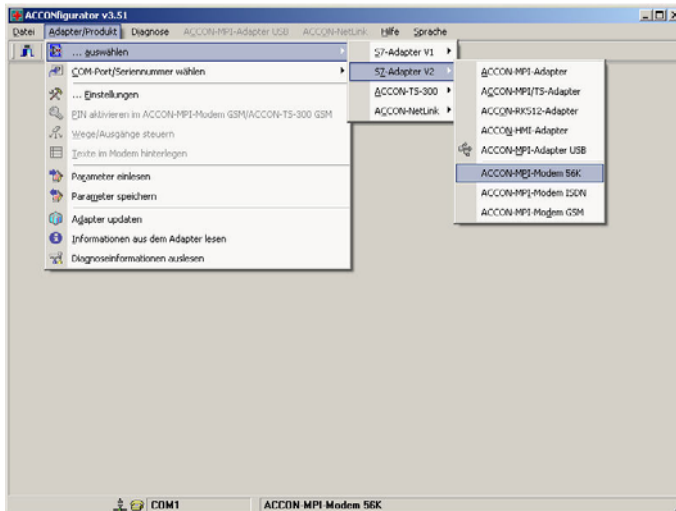 ACCONfigurator v3.51
Datei Adapter/Produkt Diagnose ACCON-MPI-Adapter USB ACCON-NetLink Hilfe Sprache
... auswählen
COM-Port/Seriennummer wählen
... Einstellungen
PIN aktivieren im ACCON-MPI-Modem GSM/ACCON-TS-300 GSM
Wege/Ausgänge steuern
Texte im Modem hinterlegen
Parameter einlesen
Parameter speichern
Adapter updaten
Informationen aus dem Adapter lesen
Diagnoseinformationen auslesen
S7-Adapter V1
S7-Adapter V2
ACCON-TS-300
ACCON-NetLink
ACCON-MPI-Adapter
ACCON-MPI/TS-Adapter
ACCON-RK512-Adapter
ACCON-HMI-Adapter
ACCON-MPI-Adapter USB
ACCON-MPI-Modem 56K
ACCON-MPI-Modem ISDN
ACCON-MPI-Modem GSM
COM1 ACCON-MPI-Modem 56K